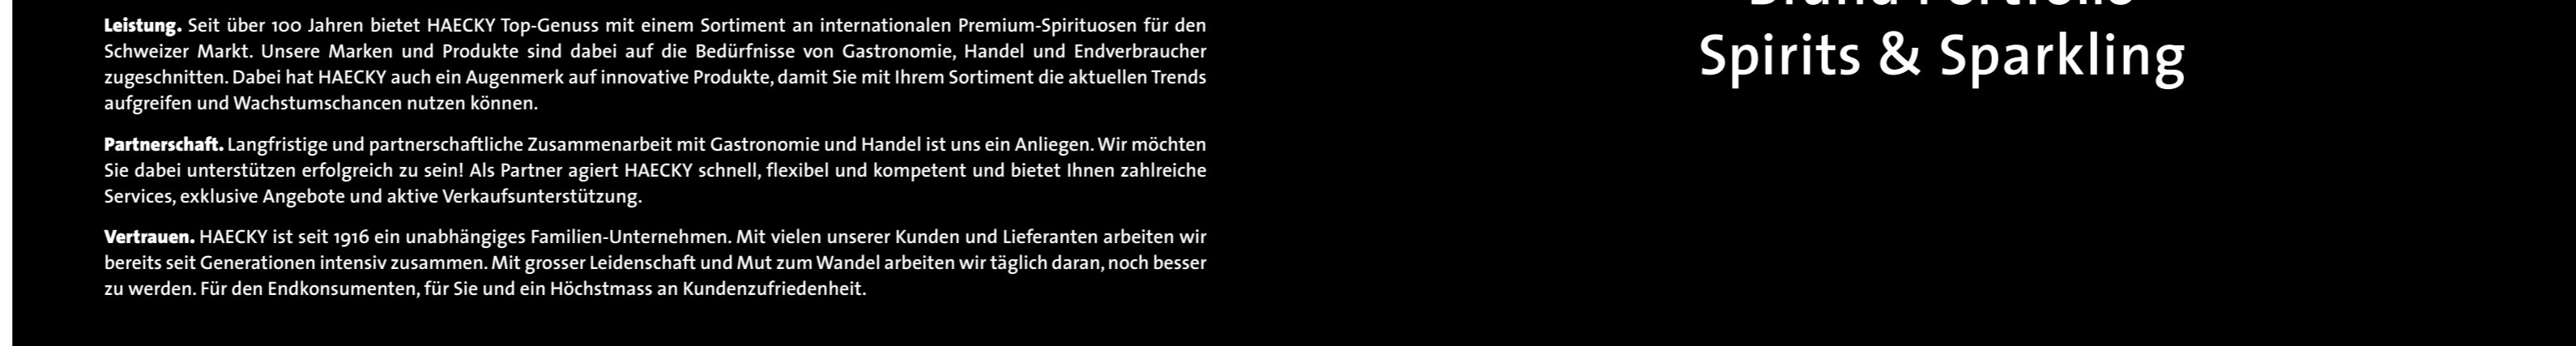 Leistung. Seit über 100 Jahren bietet HAECKY Top-Genuss mit einem Sortiment an internationalen Premium-Spirituosen für den
Schweizer Markt. Unsere Marken und Produkte sind dabei auf die Bedürfnisse von Gastronomie, Handel und Endverbraucher
zugeschnitten. Dabei hat HAECKY auch ein Augenmerk auf innovative Produkte, damit Sie mit Ihrem Sortiment die aktuellen Trends
aufgreifen und Wachstumschancen nutzen können.
Partnerschaft. Langfristige und partnerschaftliche Zusammenarbeit mit Gastronomie und Handel ist uns ein Anliegen. Wir möchten
Sie dabei unterstützen erfolgreich zu sein! Als Partner agiert HAECKY schnell, flexibel und kompetent und bietet Ihnen zahlreiche
Services, exklusive Angebote und aktive Verkaufsunterstützung.
Vertrauen. HAECKY ist seit 1916 ein unabhängiges Familien-Unternehmen. Mit vielen unserer Kunden und Lieferanten arbeiten wir
bereits seit Generationen intensiv zusammen. Mit grosser Leidenschaft und Mut zum Wandel arbeiten wir täglich daran, noch besser
zu werden. Für den Endkonsumenten, für Sie und ein Höchstmass an Kundenzufriedenheit.
Brand Portfolio
Spirits & Sparkling